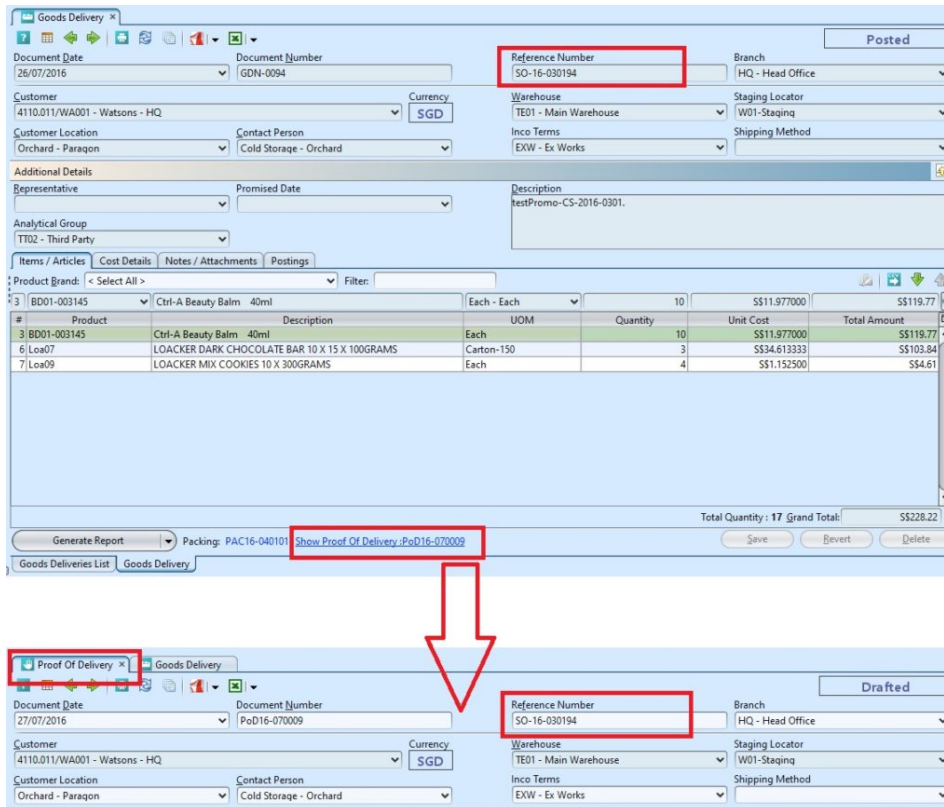 Goods Delivery ×
Posted
Document Date Document Number Reference Number Branch
26/07/2016 GDN-0094 SO-16-030194 HQ - Head Office
Customer Currency Warehouse Staging Locator
4110.011/WA001 - Watsons - HQ SGD TE01 - Main Warehouse W01-Staging
Customer Location Contact Person Inco Terms Shipping Method
Orchard - Paragon Cold Storage - Orchard EXW - Ex Works
Additional Details
Representative Promised Date Description
testPromo-CS-2016-0301.
Analytical Group
TT02 - Third Party
Items / Articles Cost Details Notes / Attachments Postings
Product Brand: < Select All > Filter:
3 BD01-003145 Ctrl-A Beauty Balm 40ml Each - Each 10 S$11.977000 S$119.77
# Product Description UOM Quantity Unit Cost Total Amount
3 BD01-003145 Ctrl-A Beauty Balm 40ml Each 10 S$11.977000 S$119.77
6 Loa07 LOACKER DARK CHOCOLATE BAR 10 X 15 X 100GRAMS Carton-150 3 S$34.613333 S$103.84
7 Loa09 LOACKER MIX COOKIES 10 X 300GRAMS Each 4 S$1.152500 S$4.61
Total Quantity : 17 Grand Total: S$228.22
Generate Report Packing: PAC16-040101 Show Proof Of Delivery :PoD16-070009 Save Revert Delete
Goods Deliveries List Goods Delivery
Proof Of Delivery × Goods Delivery
Drafted
Document Date Document Number Reference Number Branch
27/07/2016 PoD16-070009 SO-16-030194 HQ - Head Office
Customer Currency Warehouse Staging Locator
4110.011/WA001 - Watsons - HQ SGD TE01 - Main Warehouse W01-Staging
Customer Location Contact Person Inco Terms Shipping Method
Orchard - Paragon Cold Storage - Orchard EXW - Ex Works